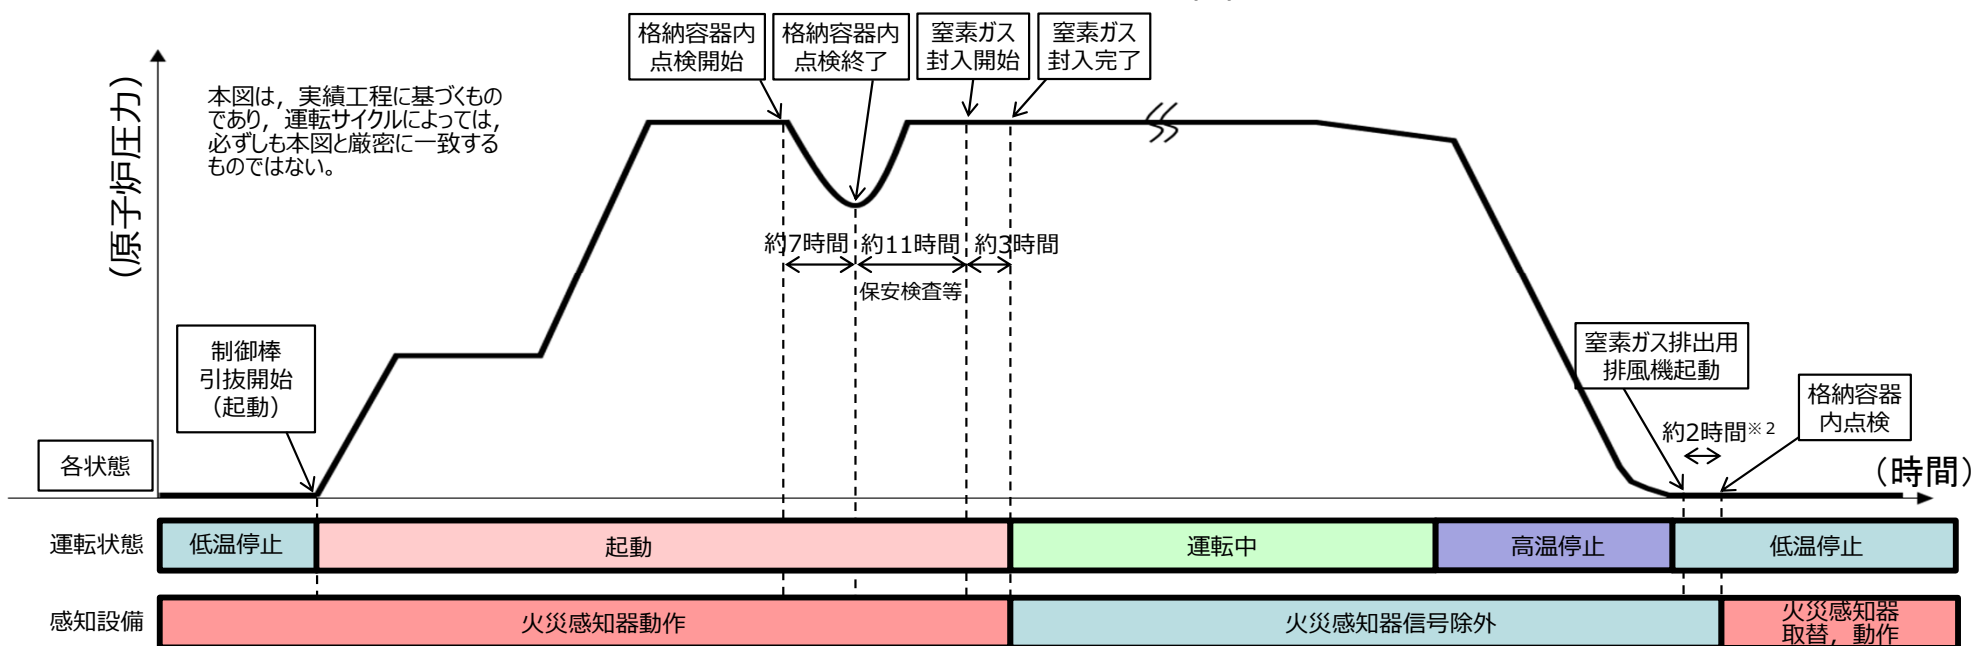 格納容器内
点検開始
格納容器内
点検終了
窒素ガス
封入開始
窒素ガス
封入完了
(原子炉圧力)
本図は，実績工程に基づくもの
であり，運転サイクルによっては，
必ずしも本図と厳密に一致する
ものではない。
約7時間
約11時間
約3時間
保安検査等
制御棒
引抜開始
（起動）
窒素ガス排出用
排風機起動
格納容器
内点検
約2時間※2
各状態
（時間）
運転状態
低温停止
起動
運転中
高温停止
低温停止
感知設備
火災感知器動作
火災感知器信号除外
火災感知器
取替，動作